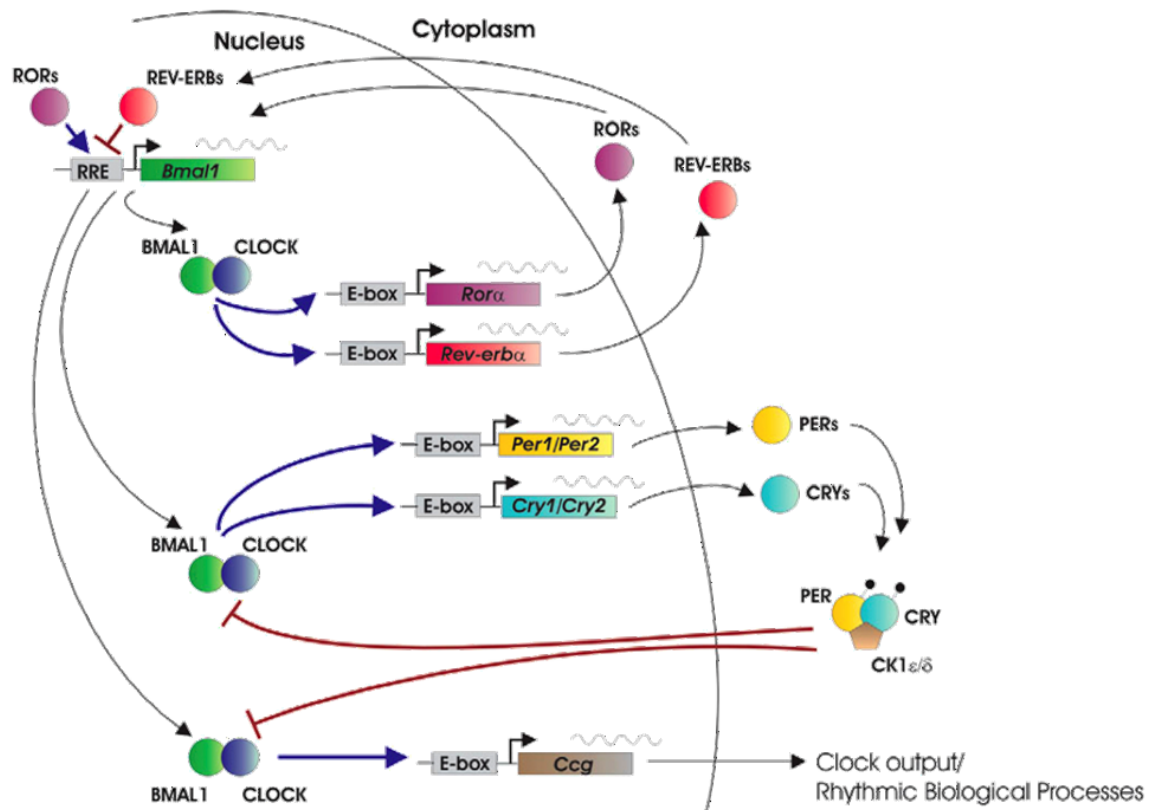 Nucleus
Cytoplasm
RORs
REV-ERBs
RRE
Bmal1
RORs
REV-ERBs
BMAL1
CLOCK
E-box
Rorα
E-box
Rev-erbα
E-box
Per1/Per2
PERs
E-box
Cry1/Cry2
CRYs
BMAL1
CLOCK
PER
CRY
CK1ε/δ
E-box
Ccg
Clock output/
Rhythmic Biological Processes
BMAL1
CLOCK